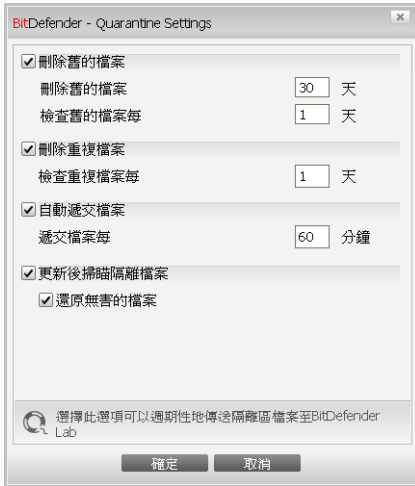 BitDefender - Quarantine Settings
刪除舊的檔案
刪除舊的檔案 30 天
檢查舊的檔案每 1 天
刪除重複檔案
檢查重複檔案每 1 天
自動遞交檔案
遞交檔案每 60 分鐘
更新後掃瞄隔離檔案
還原無害的檔案
選擇此選項可以週期性地傳送隔離區檔案至BitDefender
Lab
確定 取消